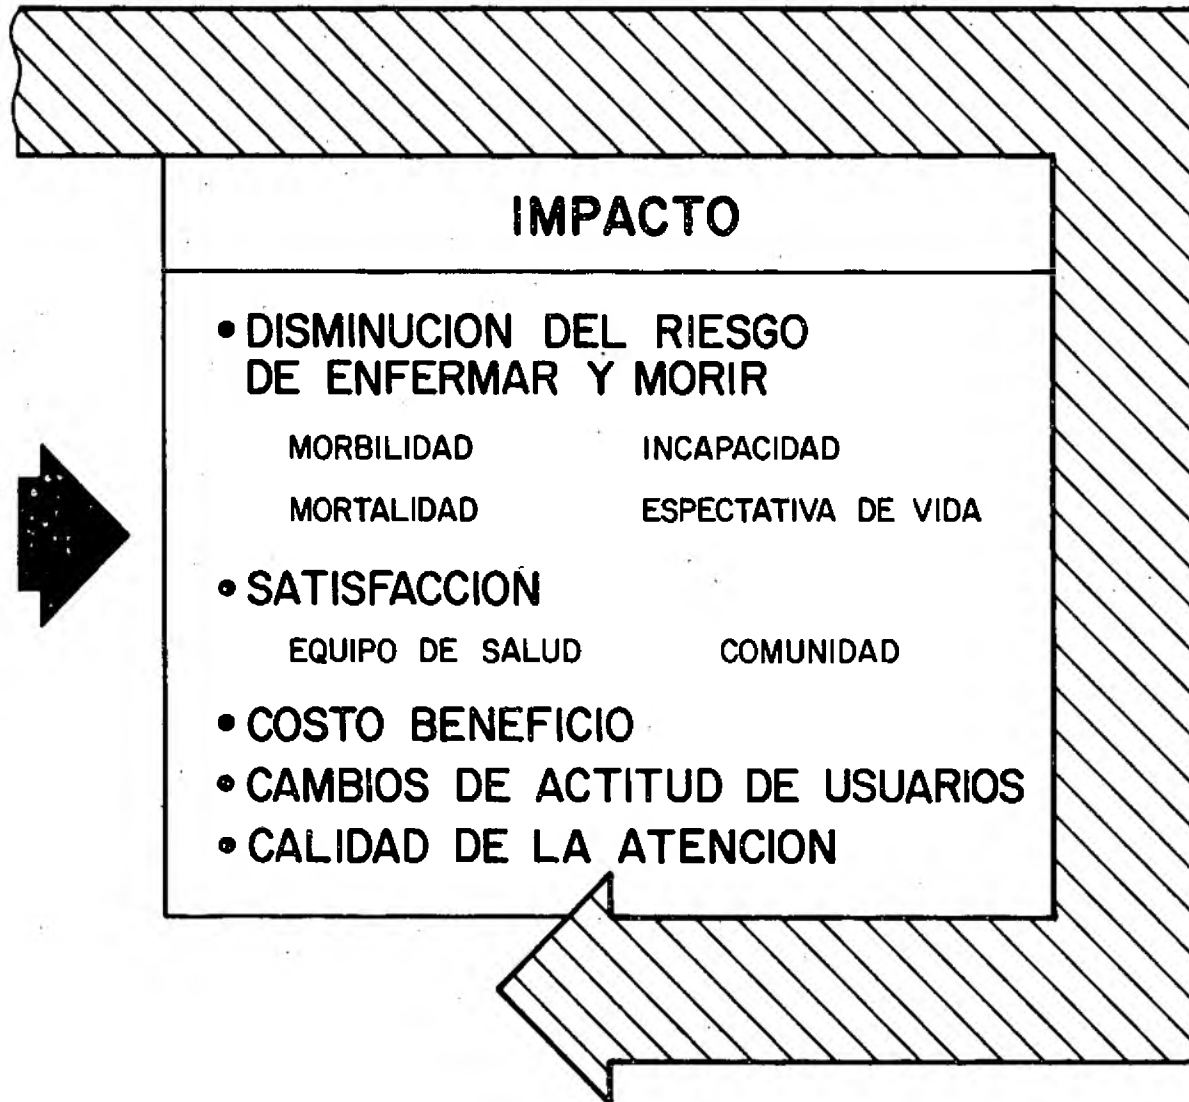 IMPACTO
• DISMINUCION DEL RIESGO
DE ENFERMAR Y MORIR
MORBILIDAD INCAPACIDAD
MORTALIDAD ESPECTATIVA DE VIDA
• SATISFACCION
EQUIPO DE SALUD COMUNIDAD
• COSTO BENEFICIO
• CAMBIOS DE ACTITUD DE USUARIOS
• CALIDAD DE LA ATENCION